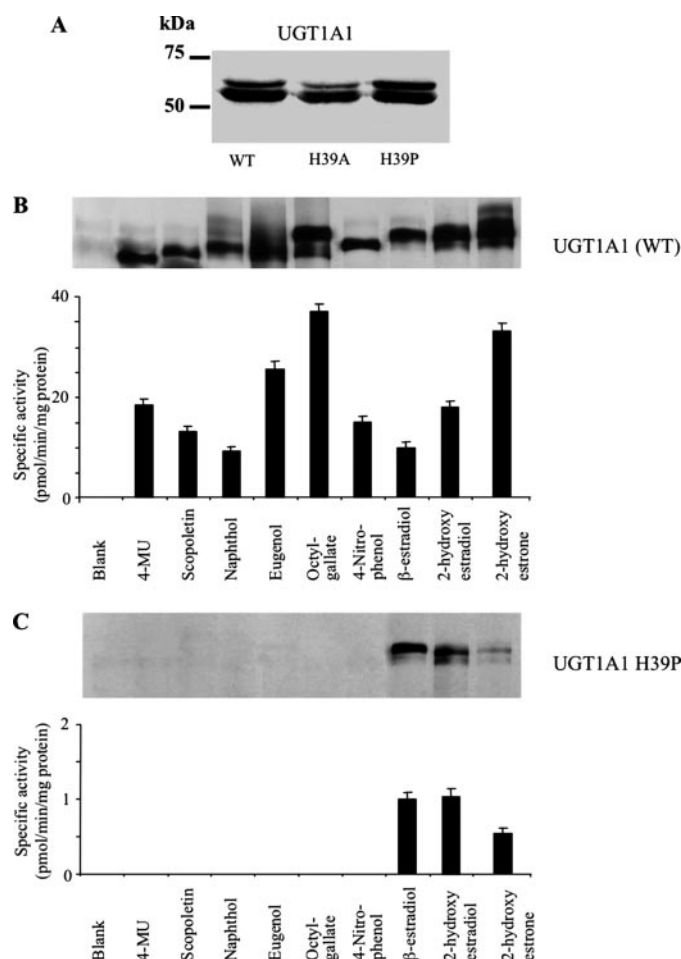 A
kDa
UGT1A1
75
50
WT H39A H39P
B
UGT1A1 (WT)
Specific activity
(pmol/min/mg protein)
40
20
0
Blank
4-MU
Scopoletin
Naphthol
Eugenol
Octyl-
gallate
4-Nitro-
phenol
β-estradiol
2-hydroxy
estradiol
2-hydroxy
estrone
C
UGT1A1 H39P
Specific activity
(pmol/min/mg protein)
2
1
0
Blank
4-MU
Scopoletin
Naphthol
Eugenol
Octyl-
gallate
4-Nitro-
phenol
β-estradiol
2-hydroxy
estradiol
2-hydroxy
estrone